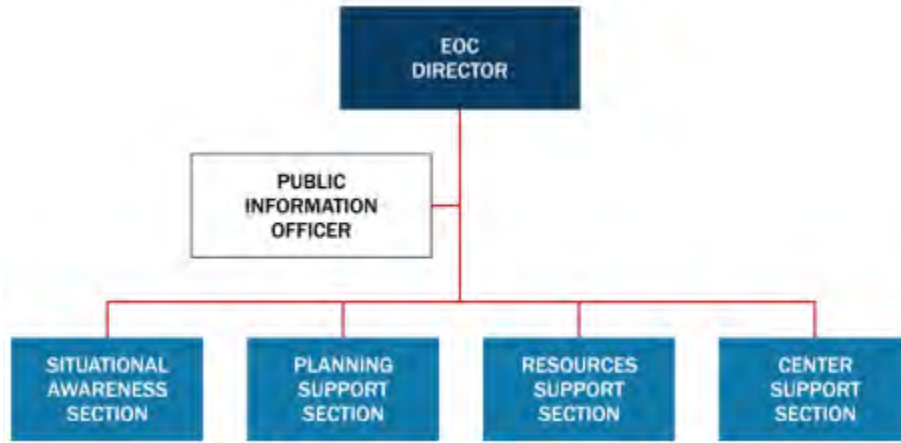 EOC
DIRECTOR
PUBLIC
INFORMATION
OFFICER
SITUATIONAL
AWARENESS
SECTION
PLANNING
SUPPORT
SECTION
RESOURCES
SUPPORT
SECTION
CENTER
SUPPORT
SECTION